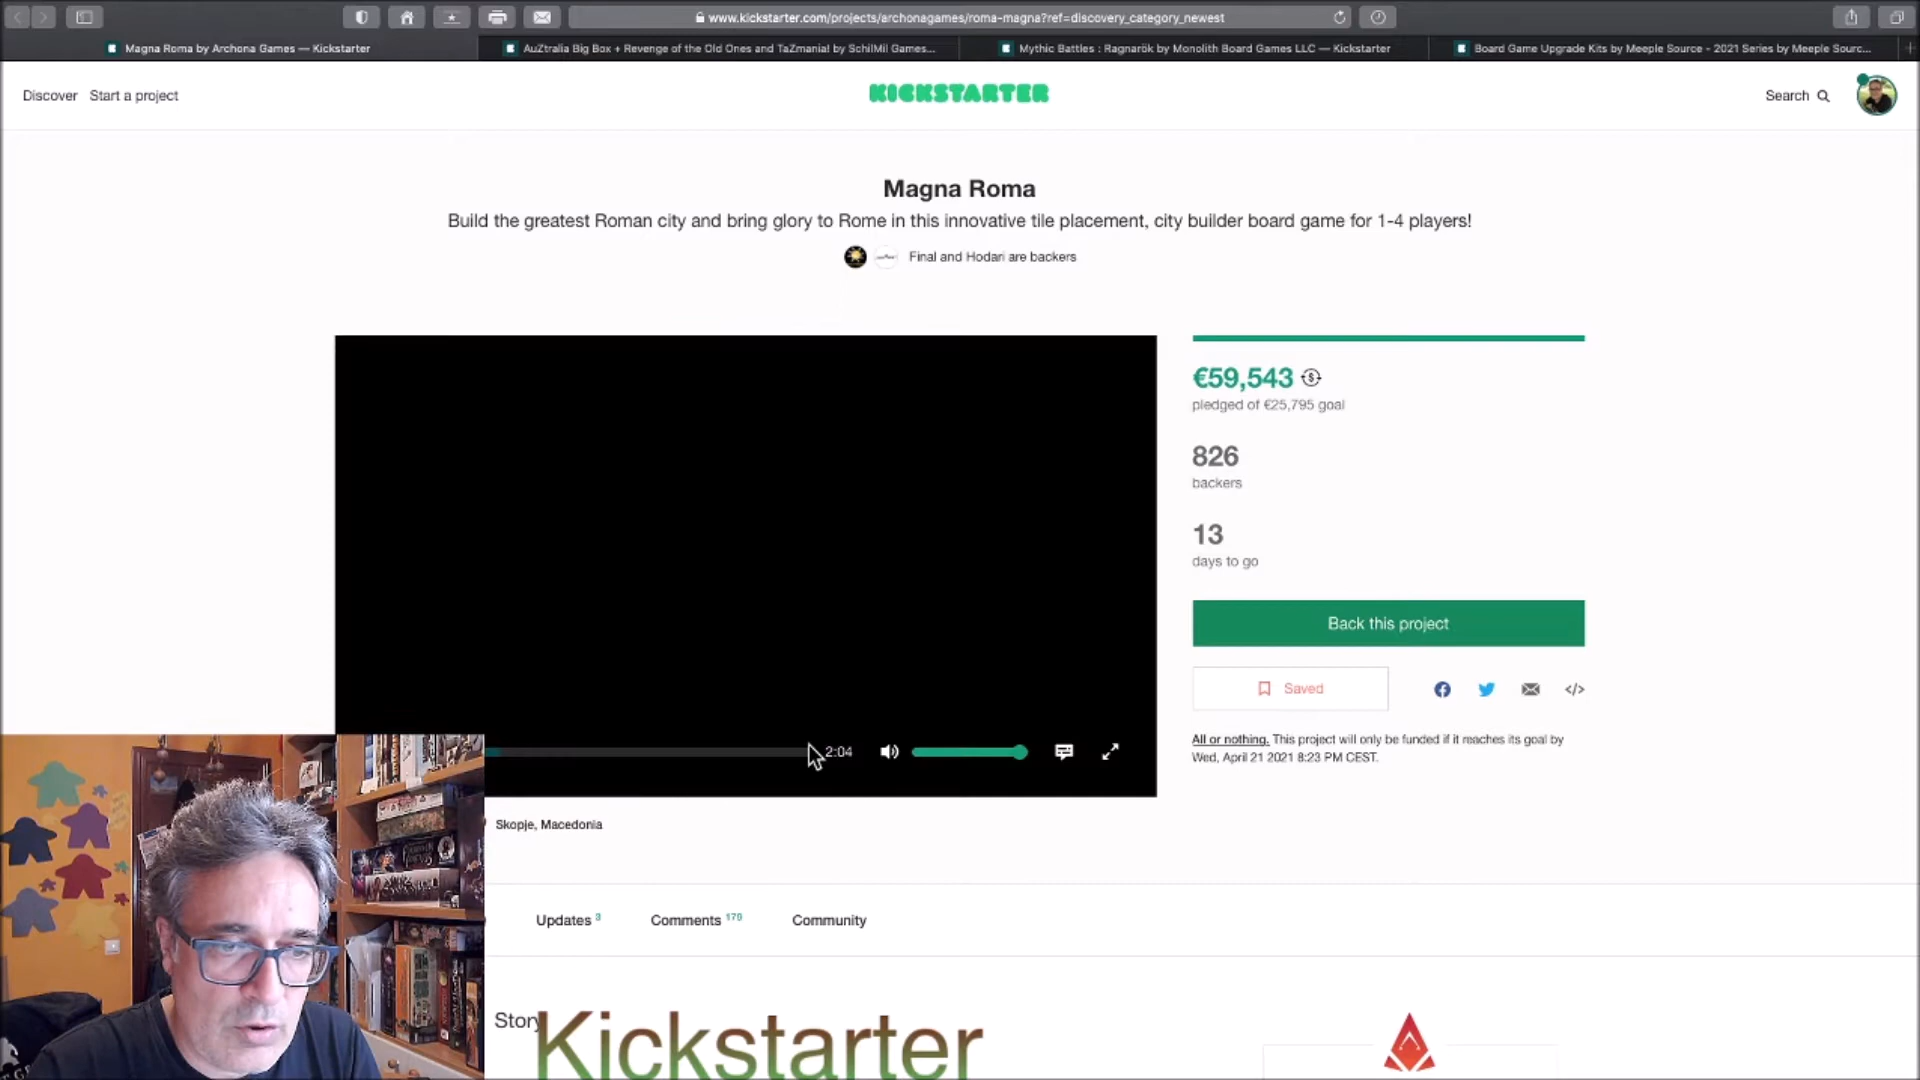 www.kickstarter.com/projects/archonagames/roma-magna?ref=discovery_category_newest
Magna Roma by Archona Games — Kickstarter
AuZtralia Big Box + Revenge of the Old Ones and TaZmania! by SchilMil Games...
Mythic Battles : Ragnarök by Monolith Board Games LLC — Kickstarter
Board Game Upgrade Kits by Meeple Source - 2021 Series by Meeple Sourc...
Discover Start a project
KICKSTARTER
Search
Magna Roma
Build the greatest Roman city and bring glory to Rome in this innovative tile placement, city builder board game for 1-4 players!
Final and Hodari are backers
€59,543
pledged of €25,795 goal
826
backers
13
days to go
Back this project
Saved
All or nothing. This project will only be funded if it reaches its goal by
Wed, April 21 2021 8:23 PM CEST.
2:04
Skopje, Macedonia
Updates 3
Comments 179
Community
Story
Kickstarter